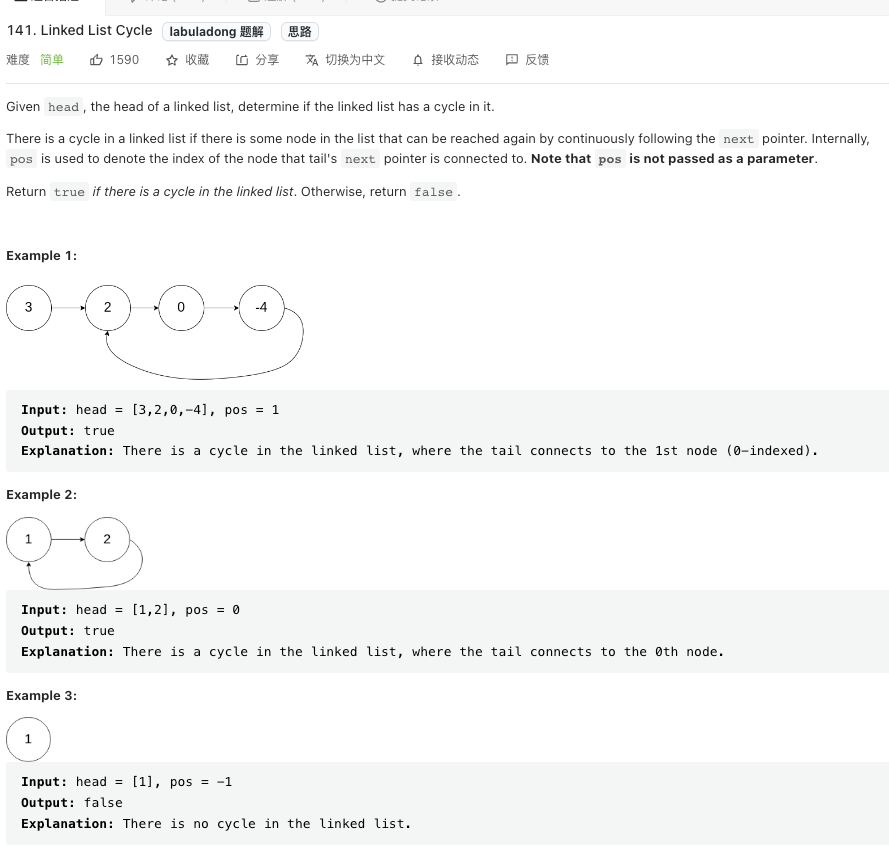 141. Linked List Cycle labuladong 题解 思路
难度 简单 1590 收藏 分享 切换为中文 接收动态 反馈
Given head, the head of a linked list, determine if the linked list has a cycle in it.
There is a cycle in a linked list if there is some node in the list that can be reached again by continuously following the next pointer. Internally,
pos is used to denote the index of the node that tail's next pointer is connected to. Note that pos is not passed as a parameter.
Return true if there is a cycle in the linked list. Otherwise, return false.
Example 1:
3 2 0 -4
Input: head = [3,2,0,-4], pos = 1
Output: true
Explanation: There is a cycle in the linked list, where the tail connects to the 1st node (0-indexed).
Example 2:
1 2
Input: head = [1,2], pos = 0
Output: true
Explanation: There is a cycle in the linked list, where the tail connects to the 0th node.
Example 3:
1
Input: head = [1], pos = -1
Output: false
Explanation: There is no cycle in the linked list.